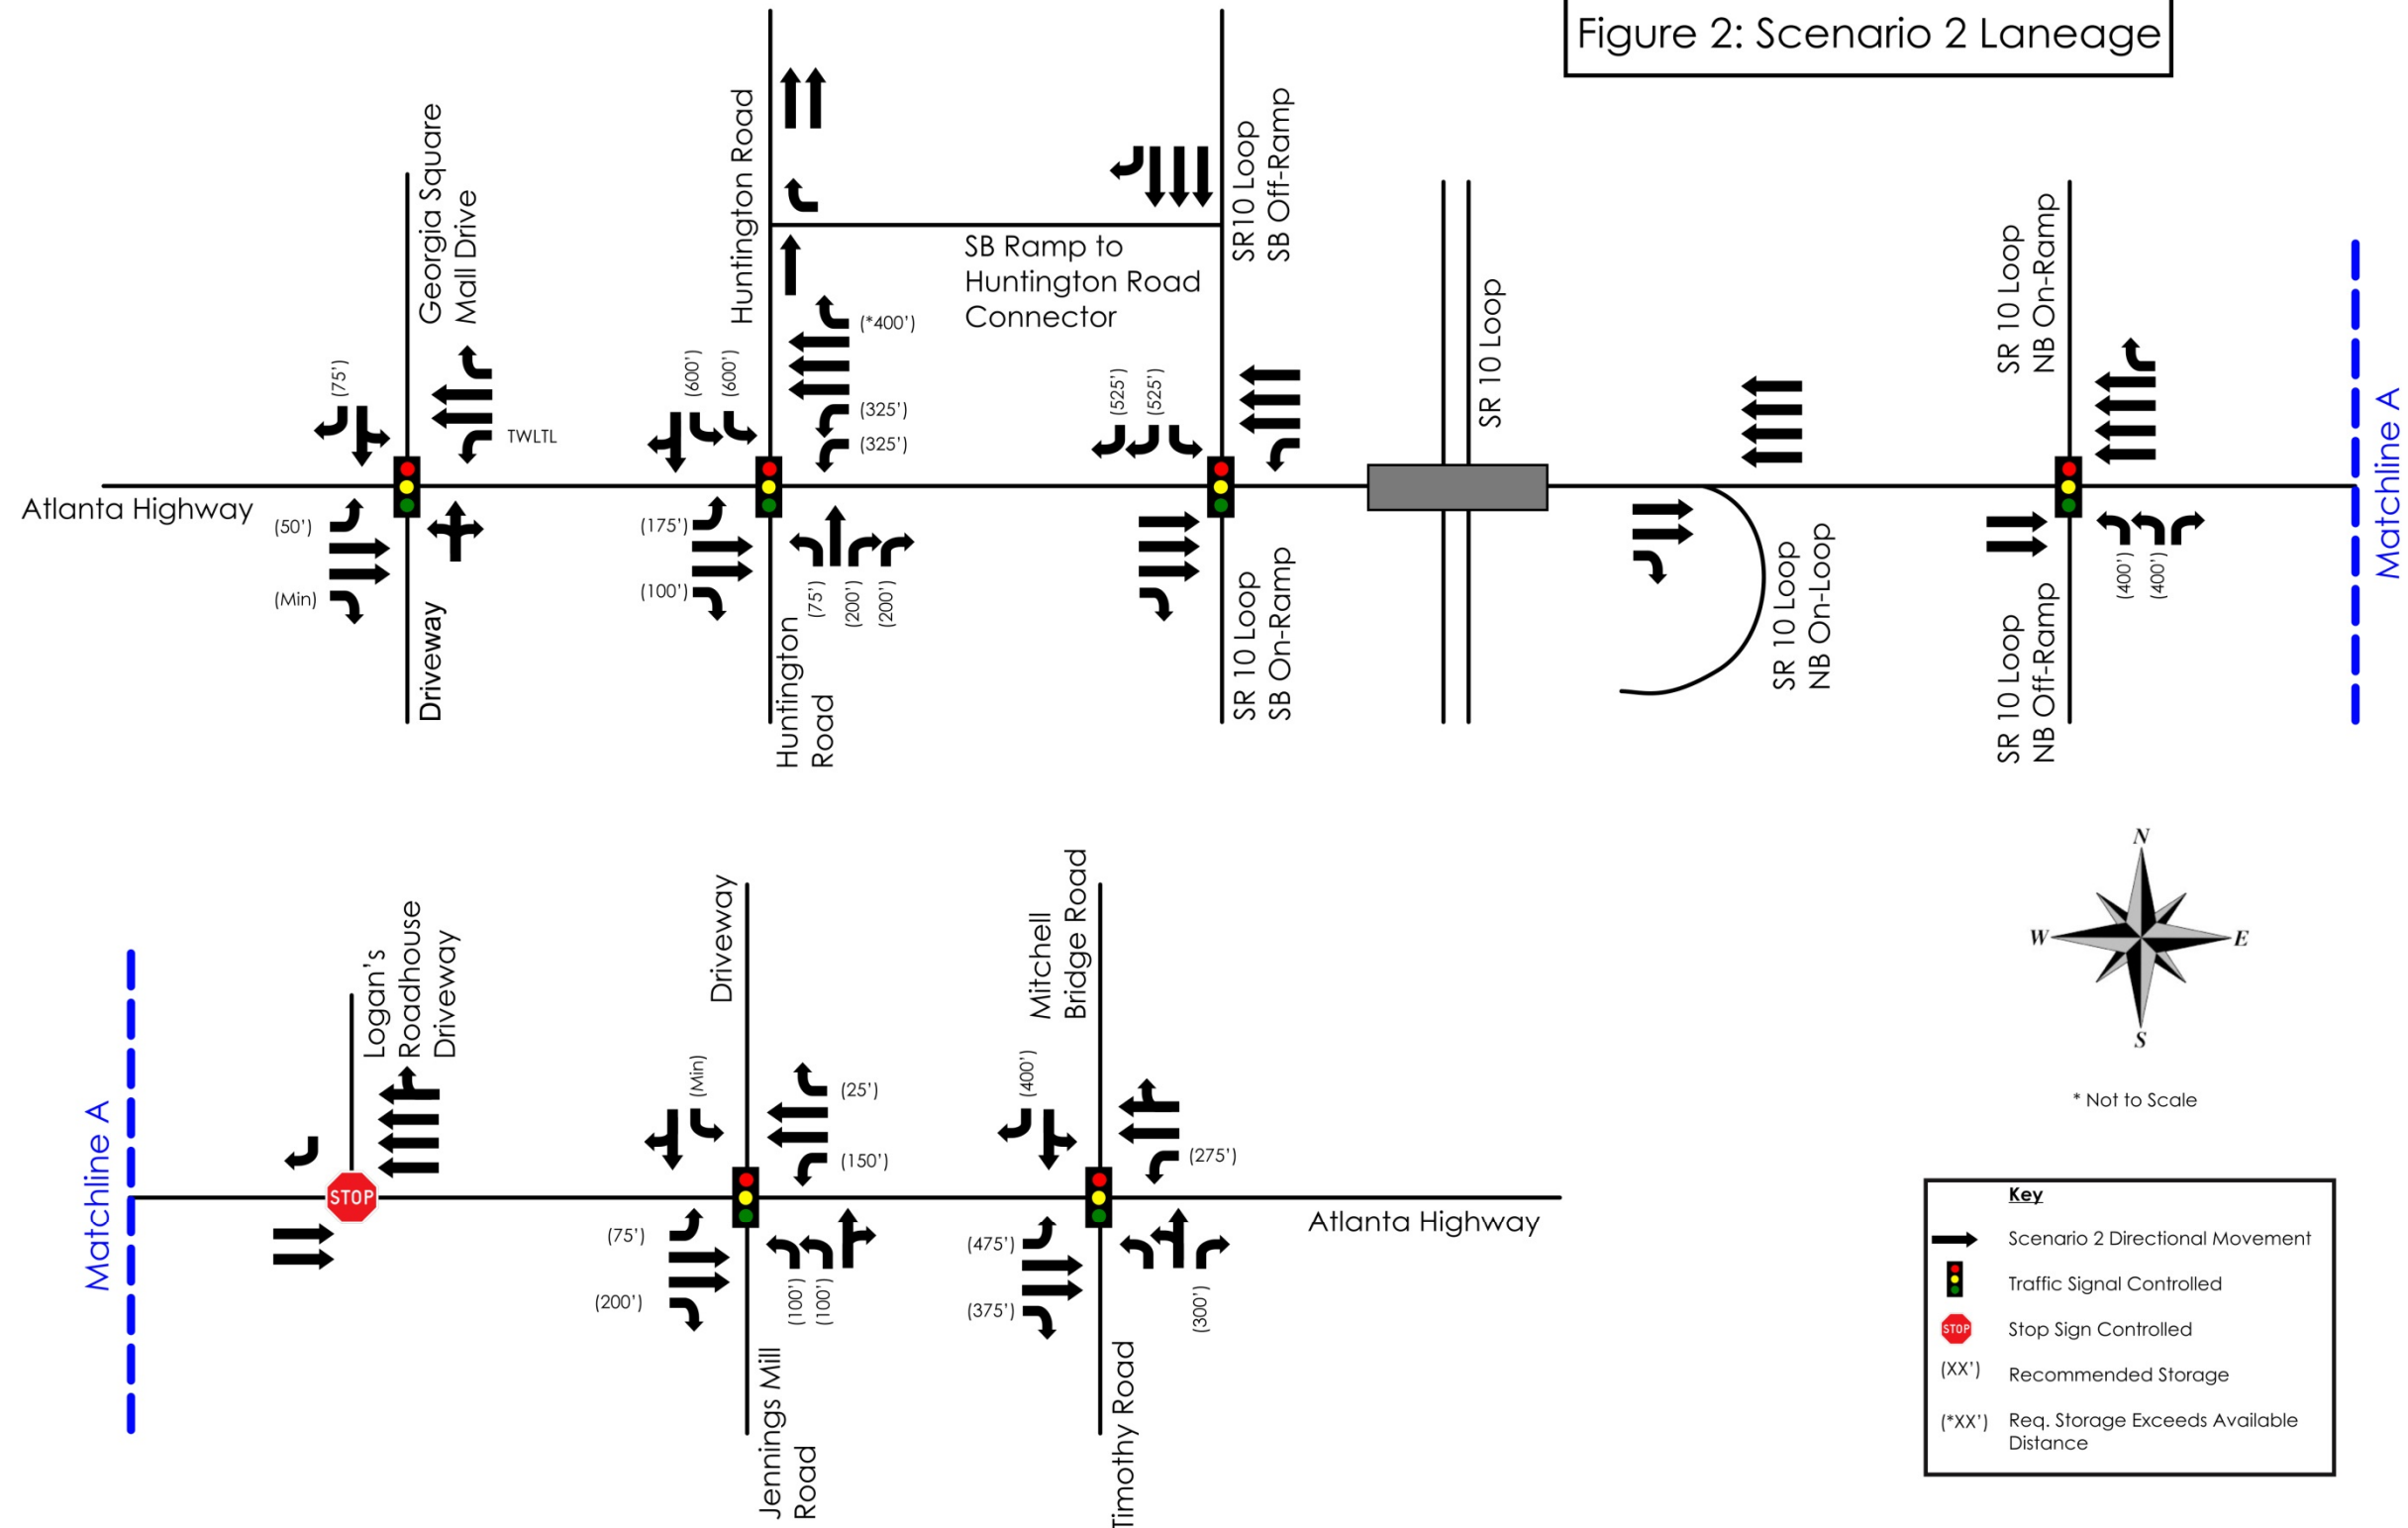 Figure 2: Scenario 2 Laneage
Georgia Square
Mall Drive
(75')
TWLTL
Atlanta Highway
(50')
(Min)
Driveway
Huntington Road
(*400')
(600')
(600')
(325')
(325')
(175')
(100')
(75')
(200')
(200')
Huntington
Road
SB Ramp to
Huntington Road
Connector
SR10 Loop
SB Off-Ramp
(525')
(525')
SR 10 Loop
SB On-Ramp
SR 10 Loop
SR 10 Loop
NB On-Loop
SR 10 Loop
NB On-Ramp
(400')
(400')
SR 10 Loop
NB Off-Ramp
Matchline A
Matchline A
Logan's
Roadhouse
Driveway
STOP
Driveway
(Min)
(25')
(150')
(75')
(200')
(100')
(100')
Jennings Mill
Road
Mitchell
Bridge Road
(400')
(275')
(475')
(375')
(300')
Timothy Road
Atlanta Highway
N
W
E
S
* Not to Scale
Key
Scenario 2 Directional Movement
Traffic Signal Controlled
STOP
Stop Sign Controlled
(XX')
Recommended Storage
(*XX')
Req. Storage Exceeds Available
Distance